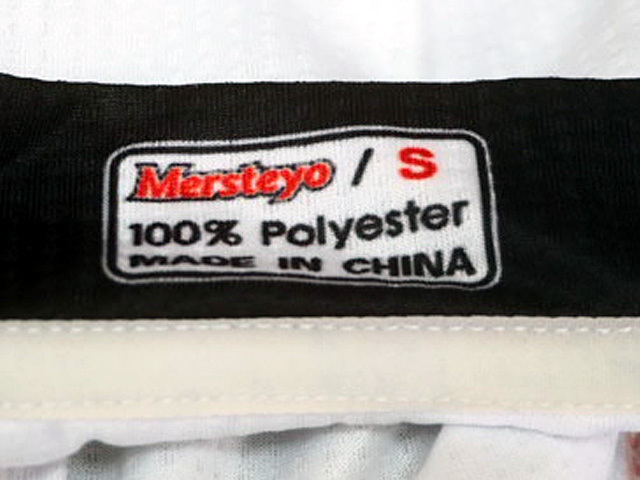 Mersteyo / S
100% Polyester
MADE IN CHINA